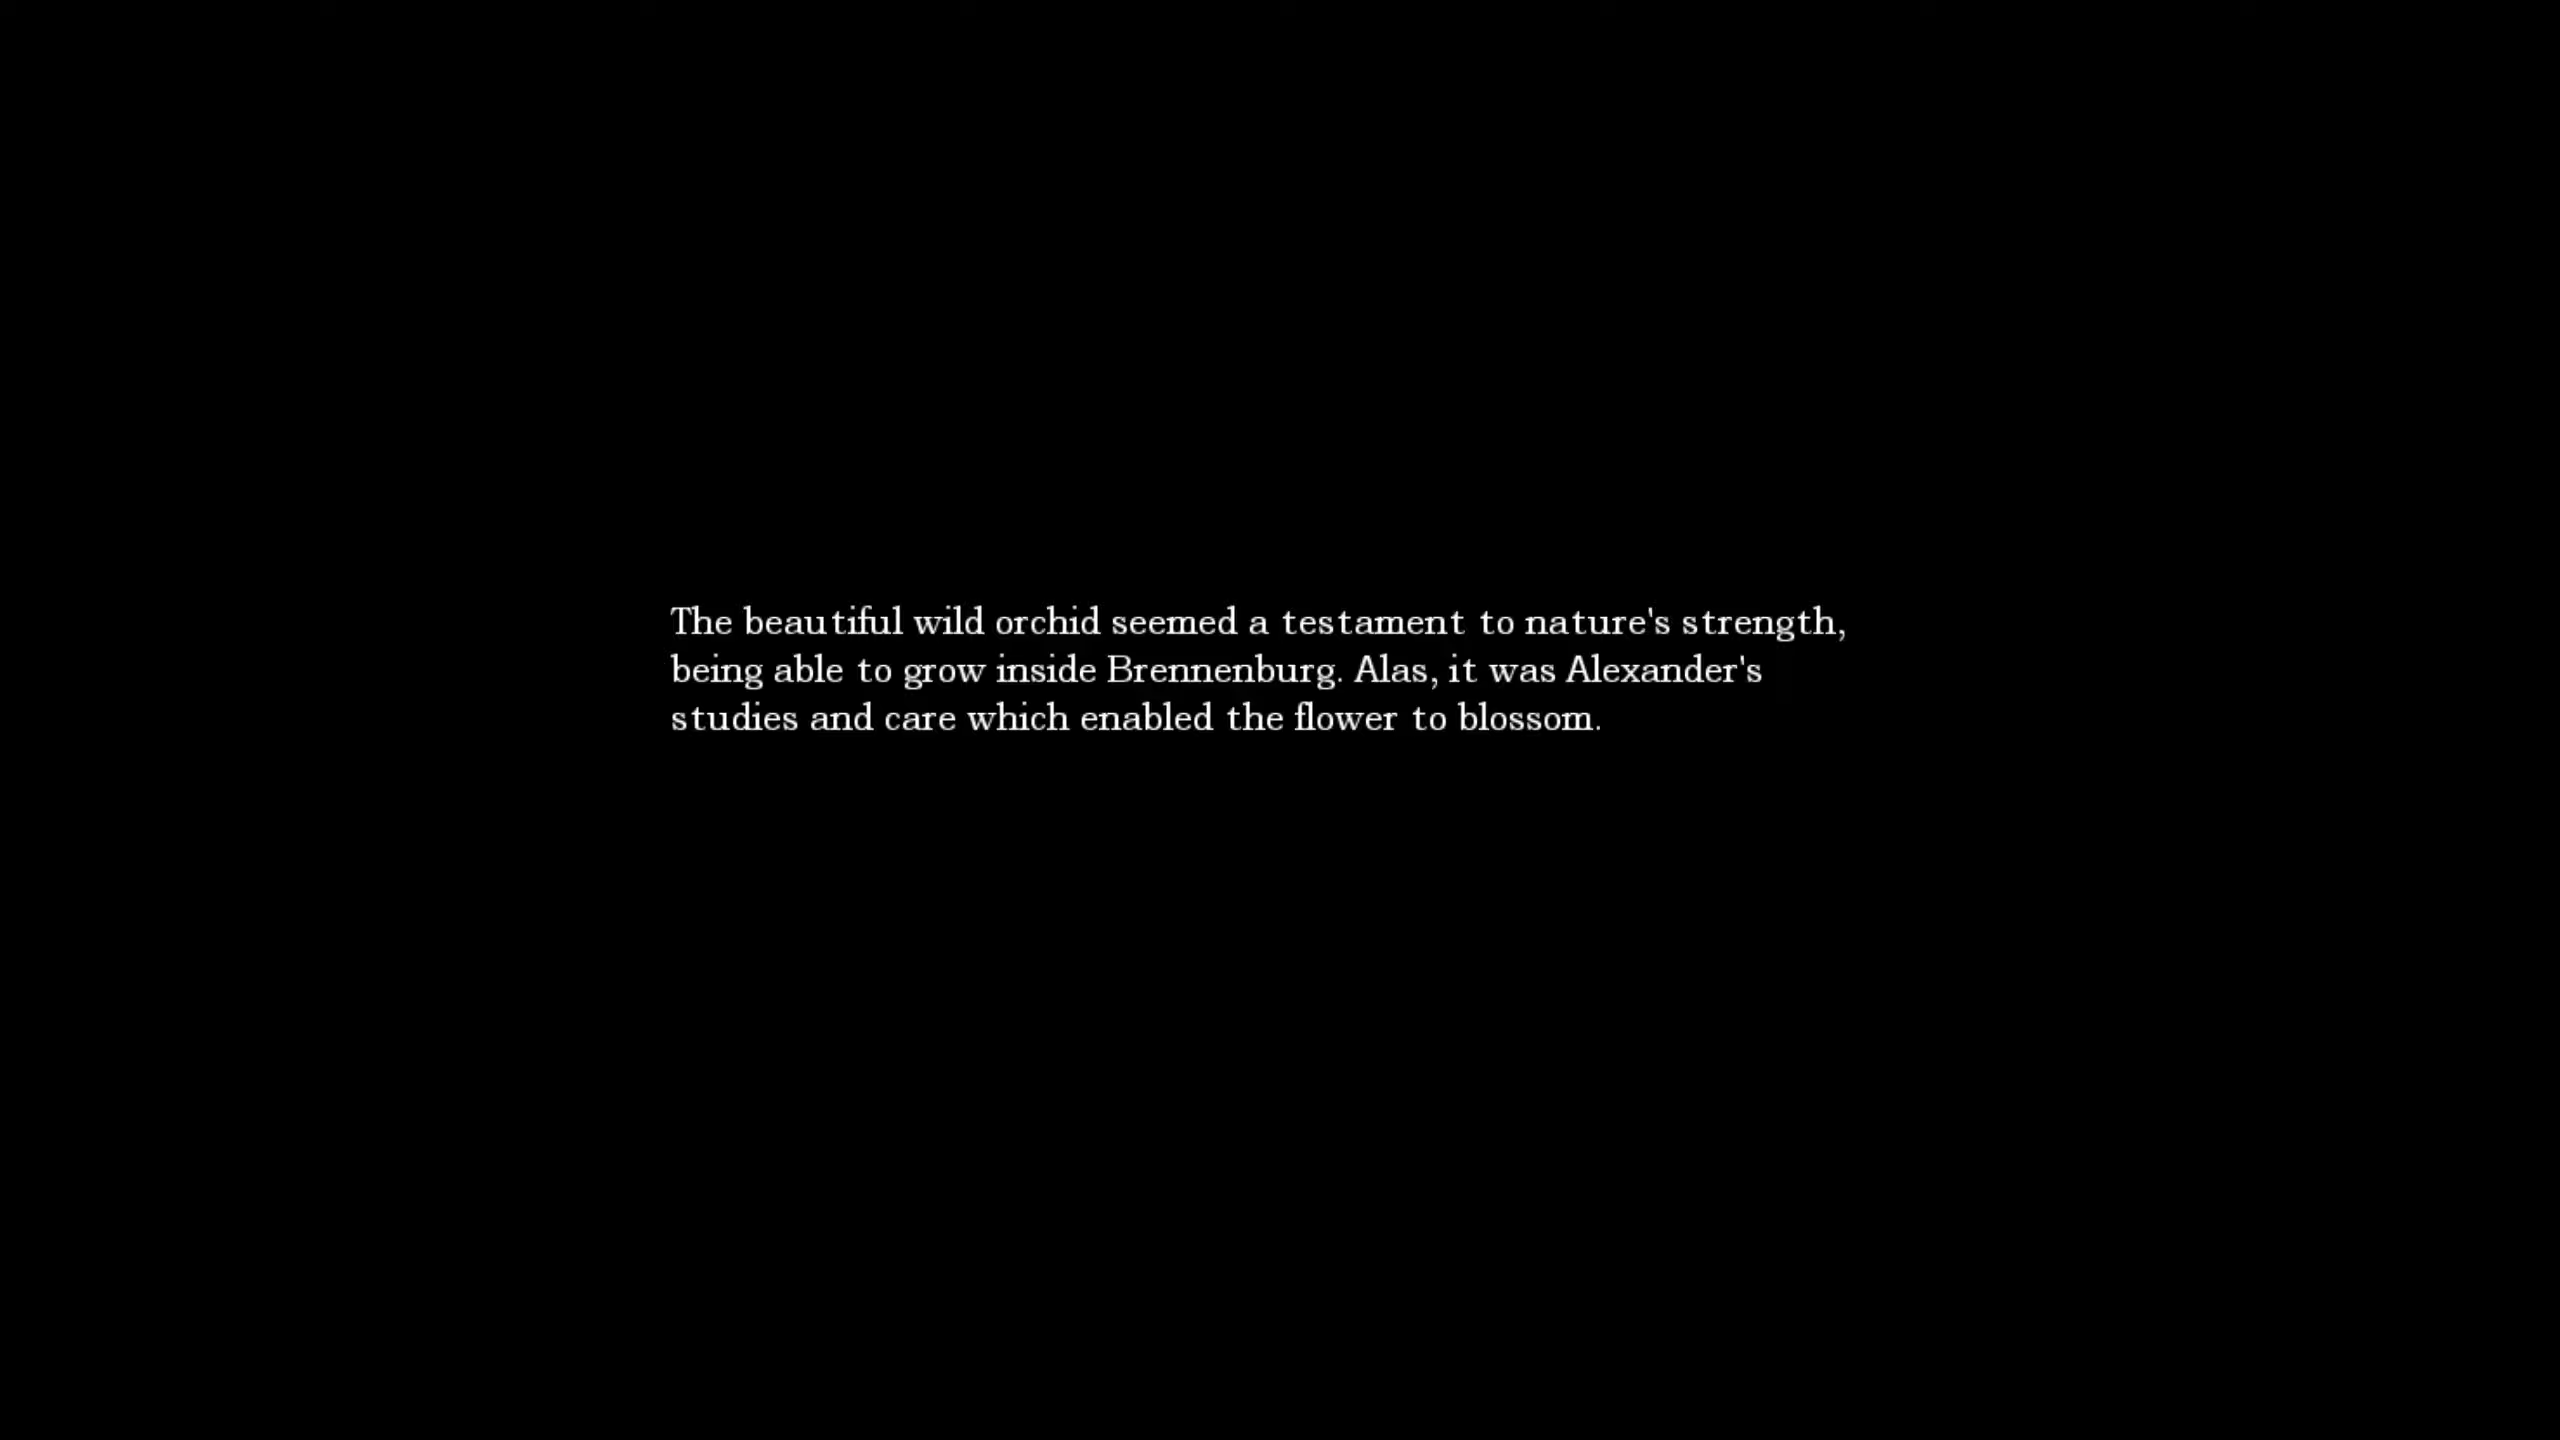 The beautiful wild orchid seemed a testament to nature's strength,
being able to grow inside Brennenburg. Alas, it was Alexander's
studies and care which enabled the flower to blossom.